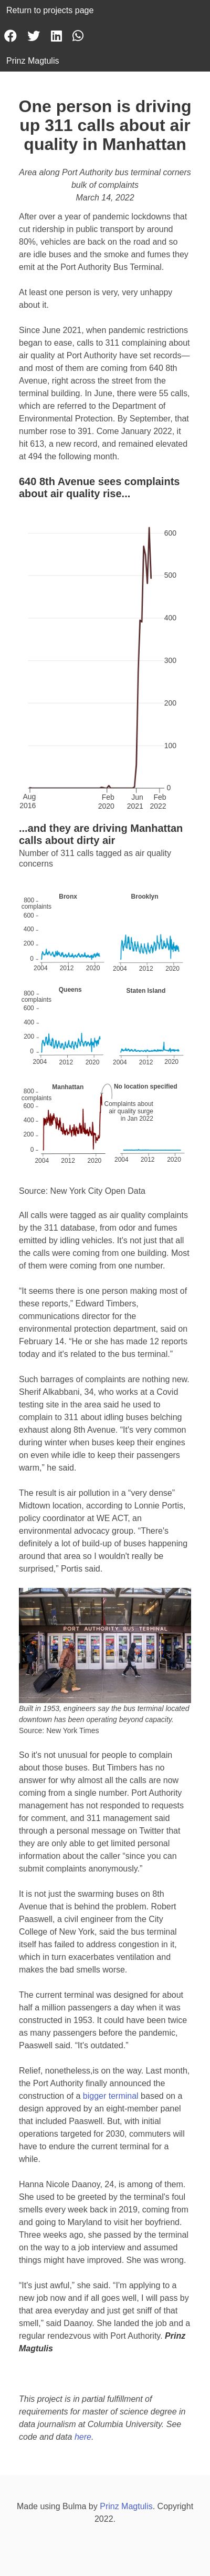 Return to projects page
Prinz Magtulis
One person is driving
up 311 calls about air
quality in Manhattan
Area along Port Authority bus terminal corners
bulk of complaints
March 14, 2022
After over a year of pandemic lockdowns that
cut ridership in public transport by around
80%, vehicles are back on the road and so
are idle buses and the smoke and fumes they
emit at the Port Authority Bus Terminal.
At least one person is very, very unhappy
about it.
Since June 2021, when pandemic restrictions
began to ease, calls to 311 complaining about
air quality at Port Authority have set records—
and most of them are coming from 640 8th
Avenue, right across the street from the
terminal building. In June, there were 55 calls,
which are referred to the Department of
Environmental Protection. By September, that
number rose to 391. Come January 2022, it
hit 613, a new record, and remained elevated
at 494 the following month.
640 8th Avenue sees complaints
about air quality rise...
600
500
400
300
200
100
0
Aug
2016
Feb
2020
Jun
2021
Feb
2022
...and they are driving Manhattan
calls about dirty air
Number of 311 calls tagged as air quality
concerns
Bronx
Brooklyn
800
complaints
600
400
200
0
2004 2012 2020
2004 2012 2020
Queens
Staten Island
800
complaints
600
400
200
0
2004 2012 2020
2004 2012 2020
Manhattan
No location specified
800
complaints
600
400
200
0
Complaints about
air quality surge
in Jan 2022
2004 2012 2020
2004 2012 2020
Source: New York City Open Data
All calls were tagged as air quality complaints
by the 311 database, from odor and fumes
emitted by idling vehicles. It's not just that all
the calls were coming from one building. Most
of them are coming from one number.
“It seems there is one person making most of
these reports,” Edward Timbers,
communications director for the
environmental protection department, said on
February 14. “He or she has made 12 reports
today and it's related to the bus terminal.”
Such barrages of complaints are nothing new.
Sherif Alkabbani, 34, who works at a Covid
testing site in the area said he used to
complain to 311 about idling buses belching
exhaust along 8th Avenue. “It's very common
during winter when buses keep their engines
on even while idle to keep their passengers
warm,” he said.
The result is air pollution in a “very dense”
Midtown location, according to Lonnie Portis,
policy coordinator at WE ACT, an
environmental advocacy group. “There's
definitely a lot of build-up of buses happening
around that area so I wouldn't really be
surprised,” Portis said.
PORT AUTHORITY BUS TERMINAL
Built in 1953, engineers say the bus terminal located
downtown has been operating beyond capacity.
Source: New York Times
So it's not unusual for people to complain
about those buses. But Timbers has no
answer for why almost all the calls are now
coming from a single number. Port Authority
management has not responded to requests
for comment, and 311 management said
through a personal message on Twitter that
they are only able to get limited personal
information about the caller “since you can
submit complaints anonymously.”
It is not just the swarming buses on 8th
Avenue that is behind the problem. Robert
Paaswell, a civil engineer from the City
College of New York, said the bus terminal
itself has failed to address congestion in it,
which in turn exacerbates ventilation and
makes the bad smells worse.
The current terminal was designed for about
half a million passengers a day when it was
constructed in 1953. It could have been twice
as many passengers before the pandemic,
Paaswell said. “It's outdated.”
Relief, nonetheless,is on the way. Last month,
the Port Authority finally announced the
construction of a bigger terminal based on a
design approved by an eight-member panel
that included Paaswell. But, with initial
operations targeted for 2030, commuters will
have to endure the current terminal for a
while.
Hanna Nicole Daanoy, 24, is among of them.
She used to be greeted by the terminal's foul
smells every week back in 2019, coming from
and going to Maryland to visit her boyfriend.
Three weeks ago, she passed by the terminal
on the way to a job interview and assumed
things might have improved. She was wrong.
“It's just awful,” she said. “I'm applying to a
new job now and if all goes well, I will pass by
that area everyday and just get sniff of that
smell,” said Daanoy. She landed the job and a
regular rendezvous with Port Authority. Prinz
Magtulis
This project is in partial fulfillment of
requirements for master of science degree in
data journalism at Columbia University. See
code and data here.
Made using Bulma by Prinz Magtulis. Copyright
2022.